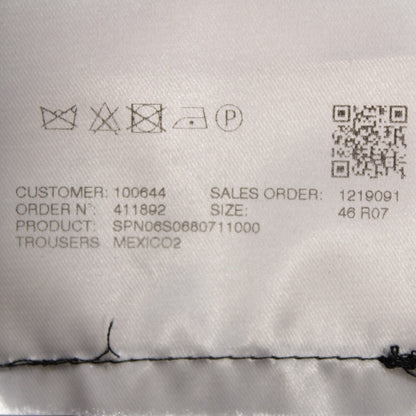 P
CUSTOMER: 100644 SALES ORDER: 1219091
ORDER N°: 411892 SIZE: 46 R07
PRODUCT: SPN06S0680711000
TROUSERS MEXICO2